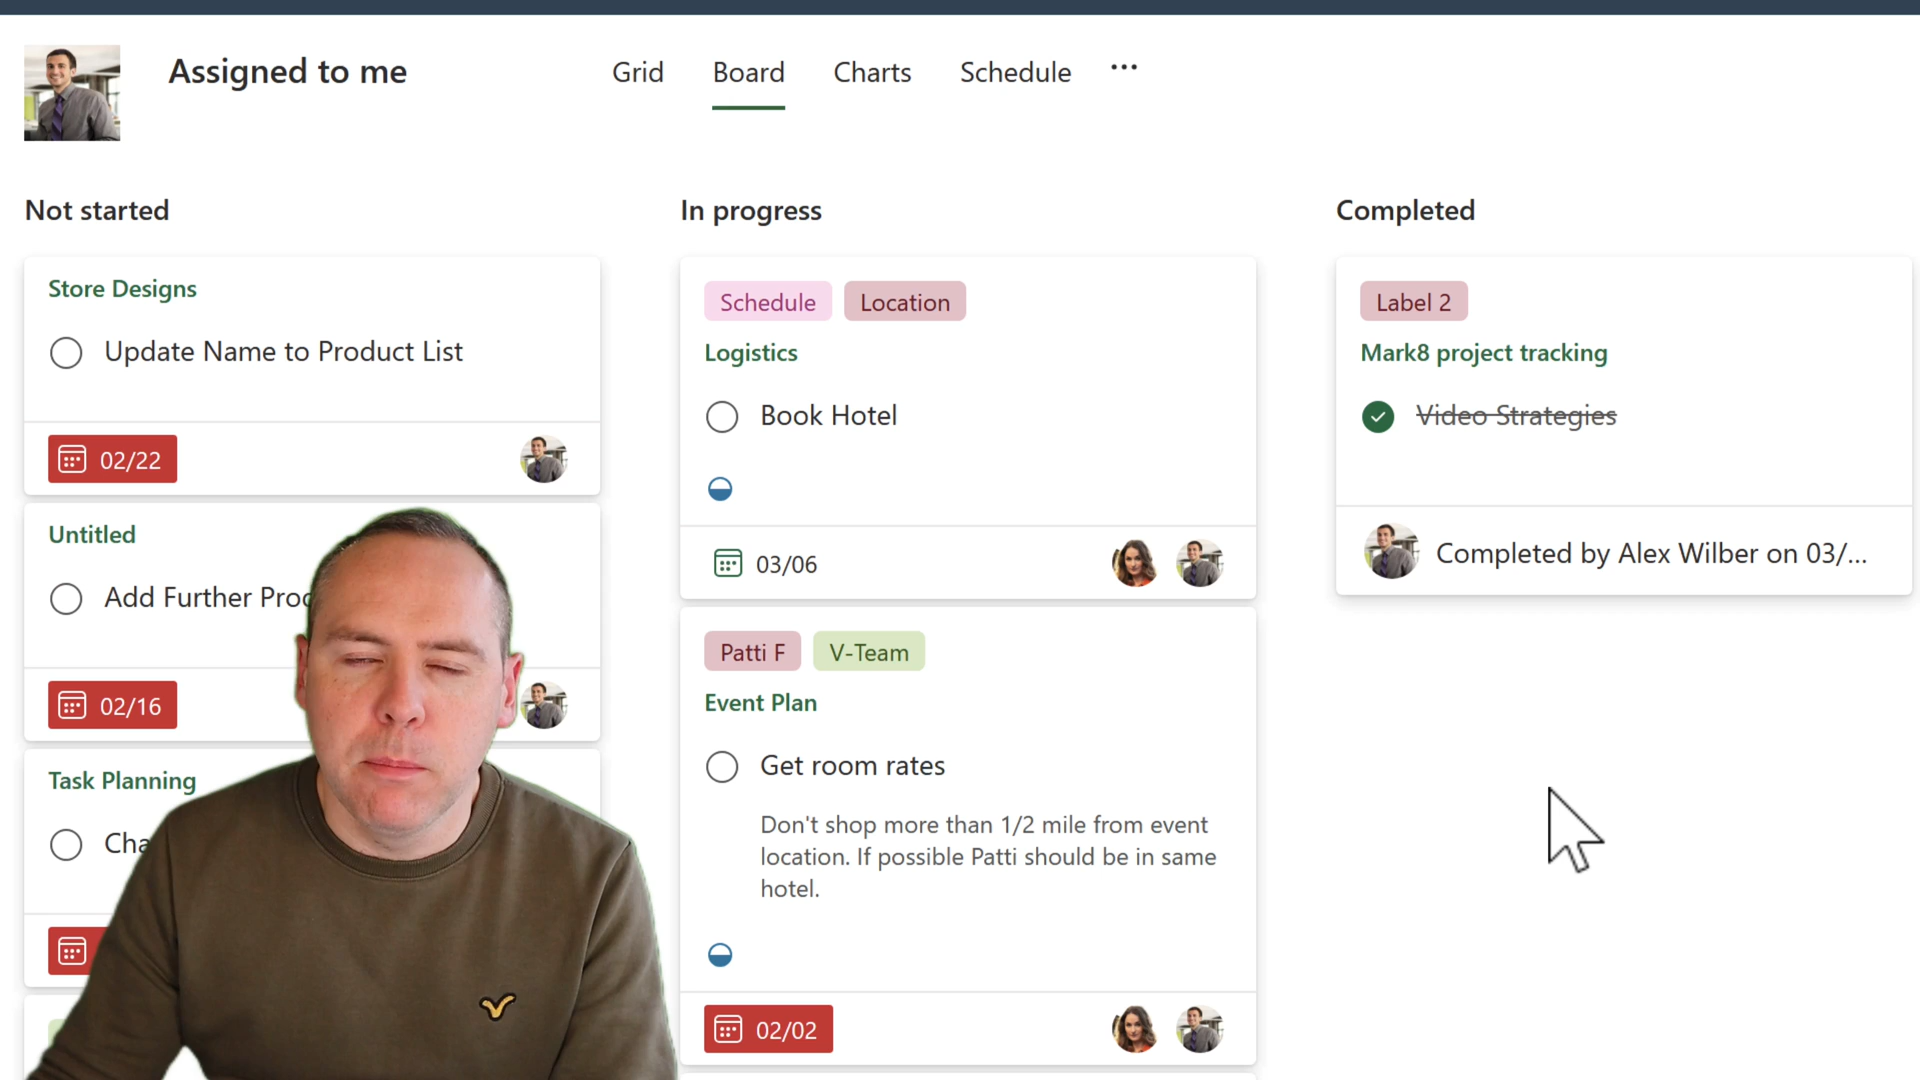 Assigned to me
Grid
Board
Charts
Schedule
Not started
Store Designs
Update Name to Product List
02/22
Untitled
Add Further
02/16
Task Planning
In progress
Schedule
Location
Logistics
Book Hotel
03/06
Patti F
V-Team
Event Plan
Get room rates
Don't shop more than 1/2 mile from event
location. If possible Patti should be in same
hotel.
02/02
Completed
Label 2
Mark8 project tracking
Video Strategies
Completed by Alex Wilber on 03/...